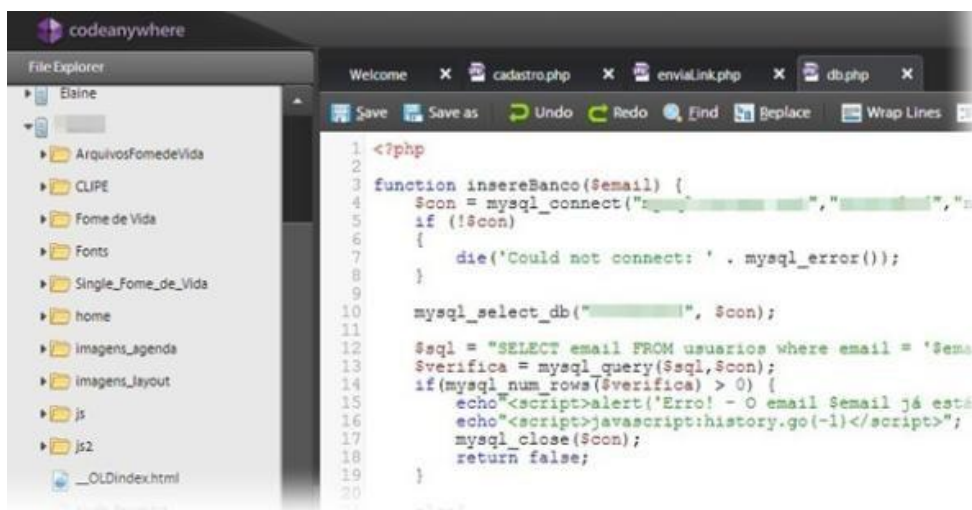 codeanywhere
File Explorer
Elaine
ArquivosFomedeVida
CLIPE
Fome de Vida
Fonts
Single_Fome_de_Vida
home
imagens_agenda
imagens_layout
js
js2
__OLDindex.html
Welcome cadastro.php enviaLink.php db.php
Save Save as Undo Redo Find Replace Wrap Lines
1 <?php
2
3 function insereBanco($email) {
4 $con = mysql_connect("","","
5 if (!$con)
6 {
7 die('Could not connect: ' . mysql_error());
8 }
9
10 mysql_select_db("", $con);
11
12 $sql = "SELECT email FROM usuarios where email = '$ema
13 $verifica = mysql_query($sql,$con);
14 if(mysql_num_rows($verifica) > 0) {
15 echo"<script>alert('Erro! - O email $email já está
16 echo"<script>javascript:history.go(-1)</script>";
17 mysql_close($con);
18 return false;
19 }
20